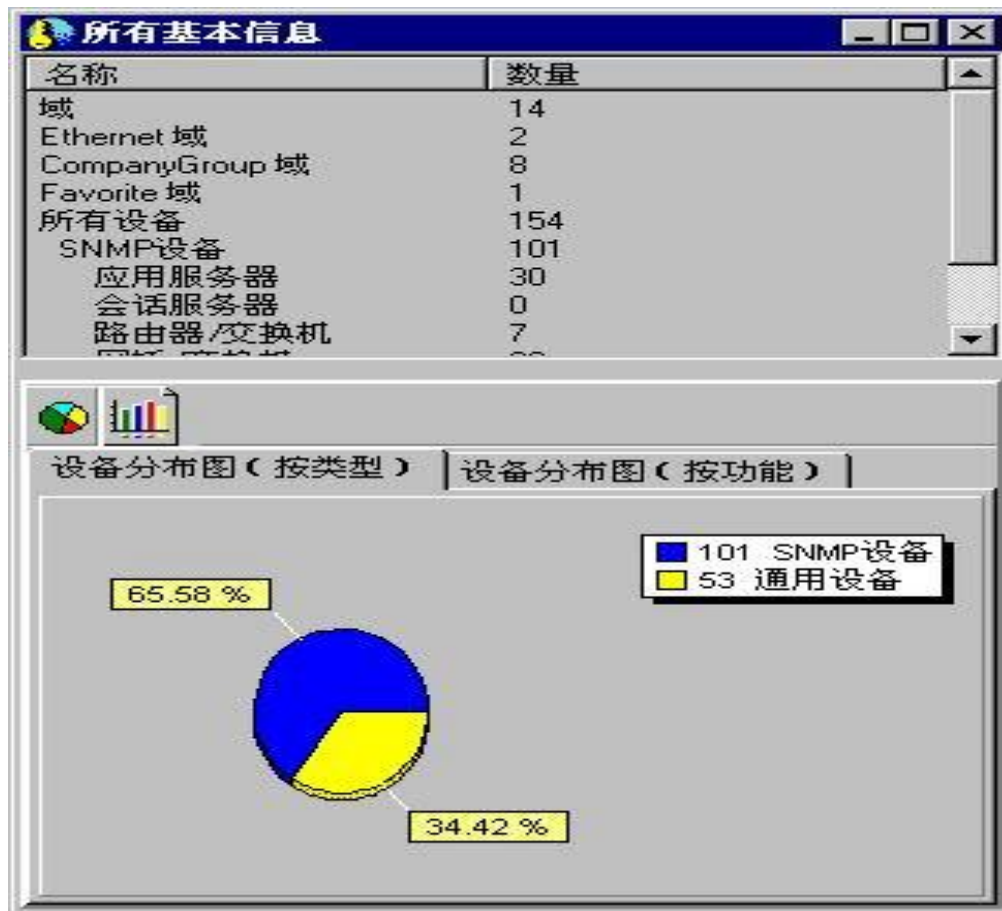 所有基本信息
名称 数量
域 14
Ethernet 域 2
CompanyGroup 域 8
Favorite 域 1
所有设备 154
SNMP设备 101
应用服务器 30
会话服务器 0
路由器/交换机 7
设备分布图(按类型) 设备分布图(按功能)
101 SNMP设备
53 通用设备
65.58 %
34.42 %